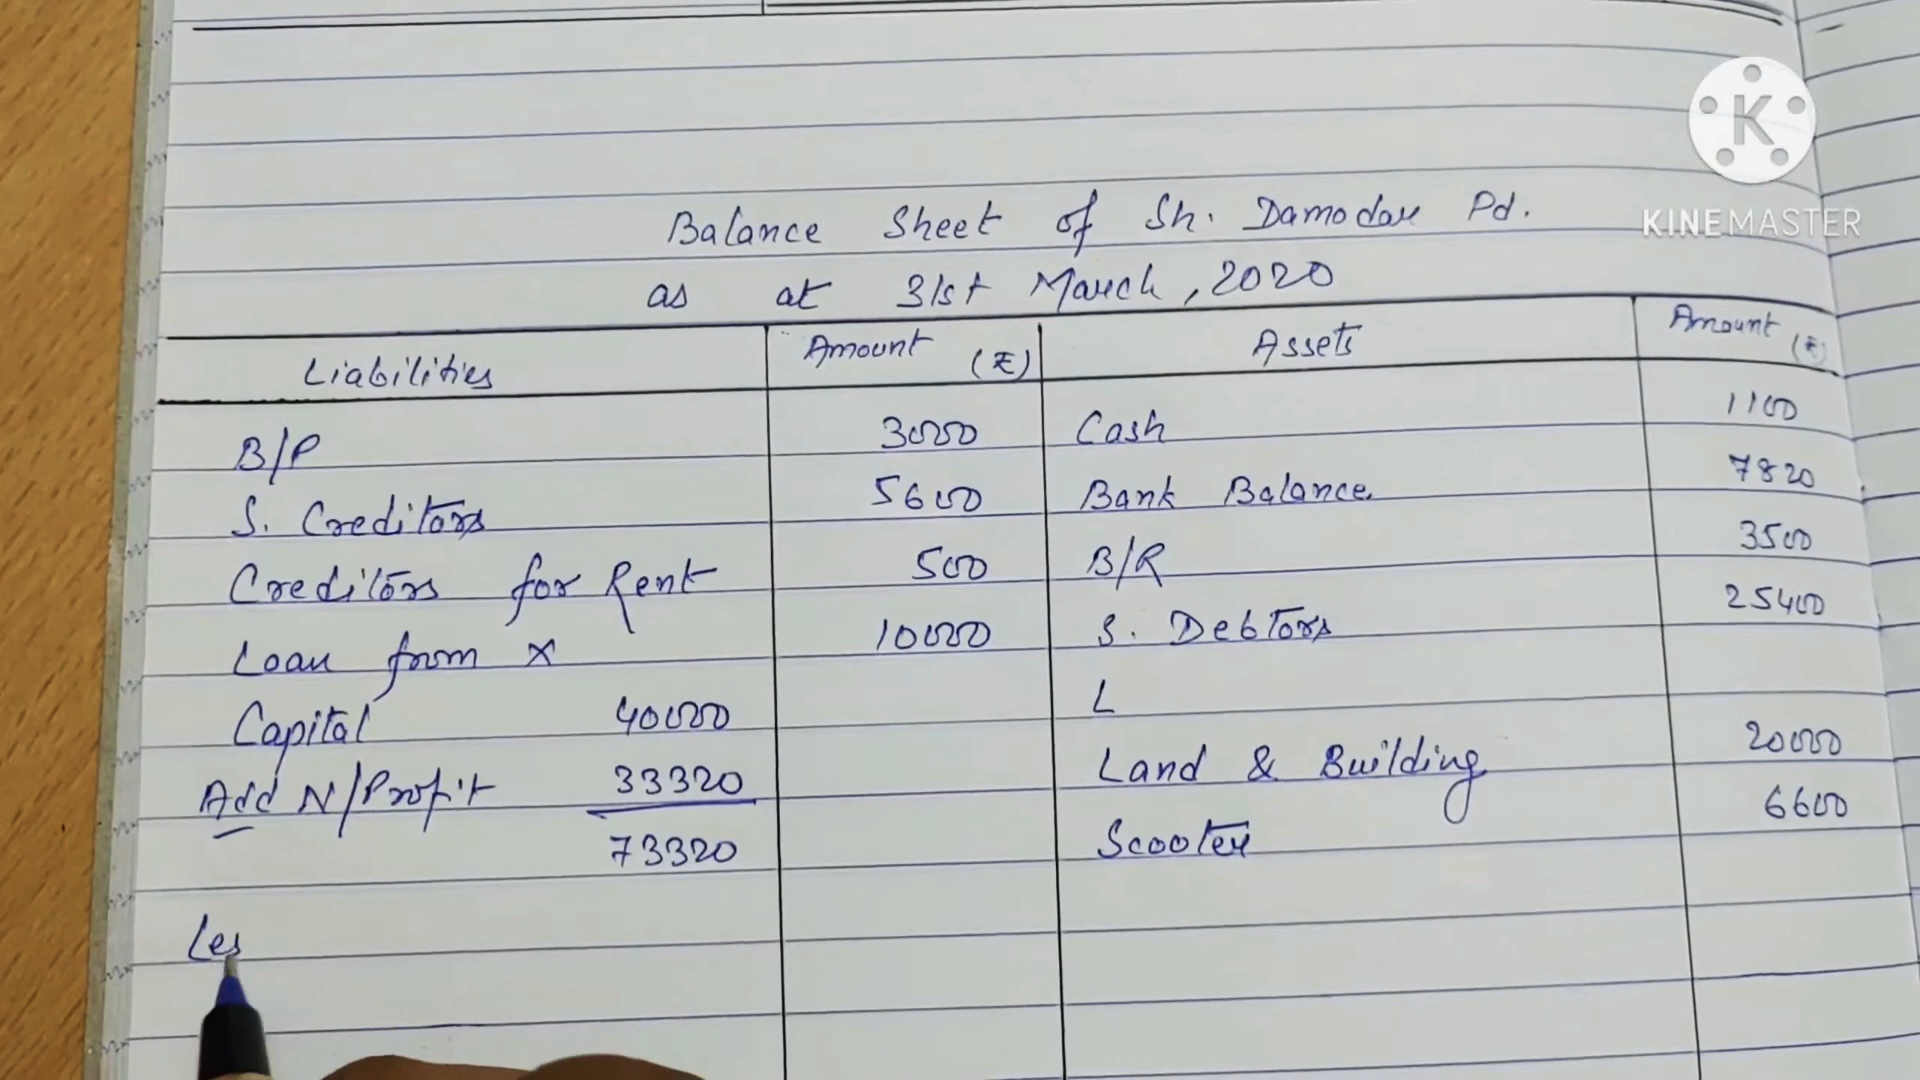 K
KINEMASTER
Balance Sheet of Sh. Damodar Pd.
as at 31st March, 2020
Liabilities Amount (₹) Assets Amount (₹)
B/P 3000 Cash 1100
S. Creditors 5600 Bank Balance 7820
Creditors for Rent 500 B/R 3500
Loan from X 10000 S. Debtors 25400
Capital 40000 L
Add N/Profit 33320 Land & Building 20000
73320 Scooter 6600
Les